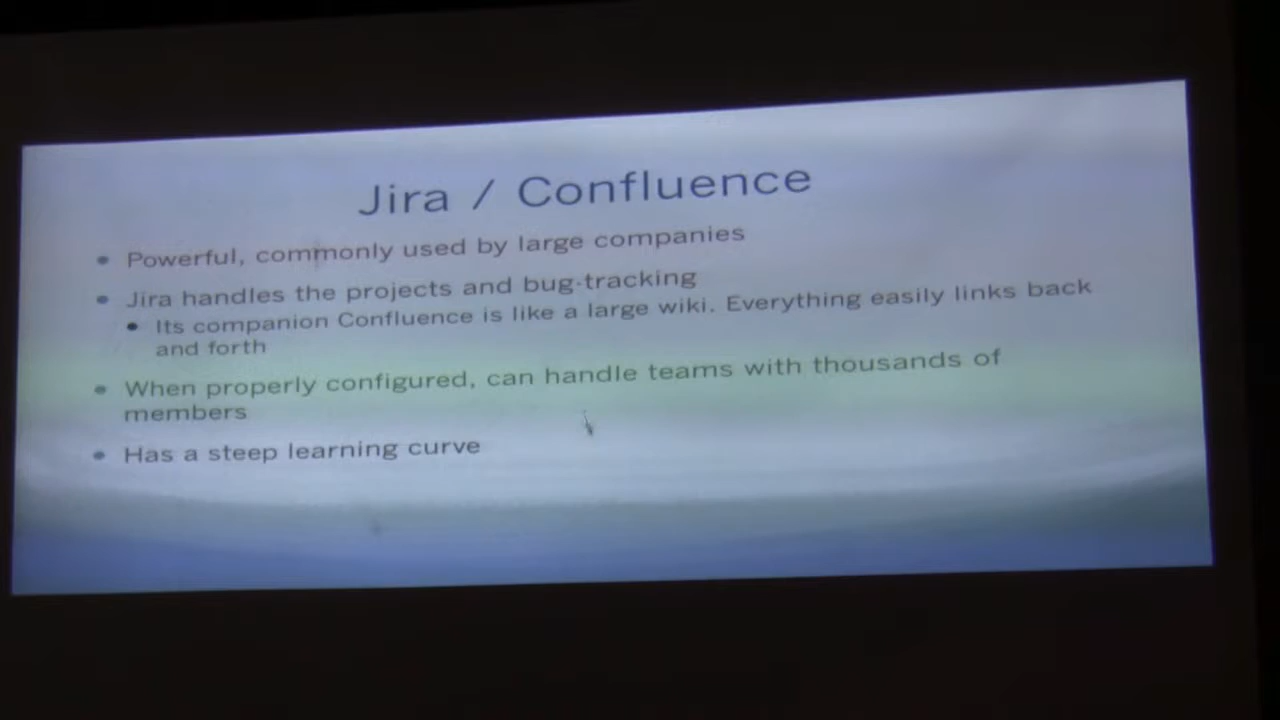 Jira / Confluence
Powerful, commonly used by large companies
Jira handles the projects and bug-tracking
Its companion Confluence is like a large wiki. Everything easily links back
and forth
When properly configured, can handle teams with thousands of
members
Has a steep learning curve